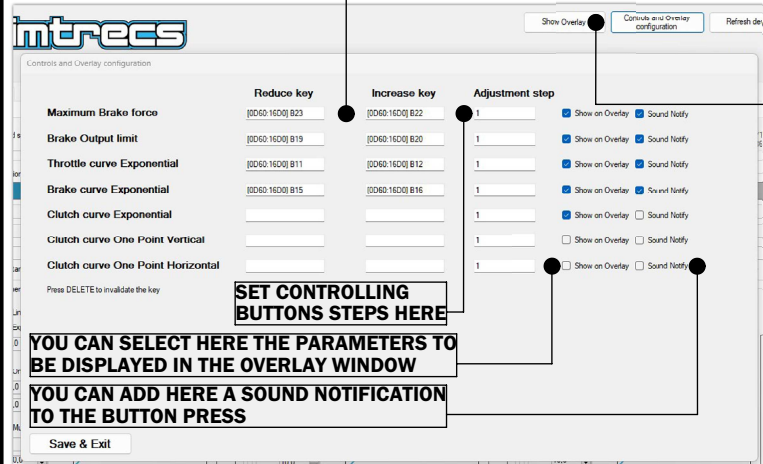 simtrecs
Show Overlay
Controls and Overlay configuration
Refresh dev
Controls and Overlay configuration
Reduce key Increase key Adjustment step
Maximum Brake force [0D60:16D0] B23 [0D60:16D0] B22 1 Show on Overlay Sound Notify
Brake Output limit [0D60:16D0] B19 [0D60:16D0] B20 1 Show on Overlay Sound Notify
Throttle curve Exponential [0D60:16D0] B11 [0D60:16D0] B12 1 Show on Overlay Sound Notify
Brake curve Exponential [0D60:16D0] B15 [0D60:16D0] B16 1 Show on Overlay Sound Notify
Clutch curve Exponential 1 Show on Overlay Sound Notify
Clutch curve One Point Vertical 1 Show on Overlay Sound Notify
Clutch curve One Point Horizontal 1 Show on Overlay Sound Notify
Press DELETE to invalidate the key
SET CONTROLLING
BUTTONS STEPS HERE
YOU CAN SELECT HERE THE PARAMETERS TO
BE DISPLAYED IN THE OVERLAY WINDOW
YOU CAN ADD HERE A SOUND NOTIFICATION
TO THE BUTTON PRESS
Save & Exit